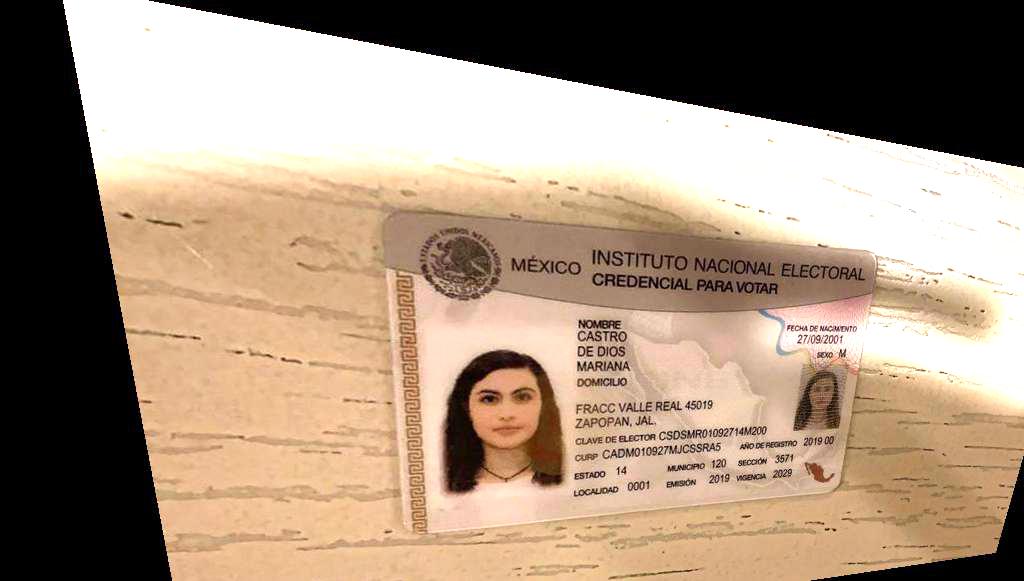 ESTADOS UNIDOS MEXICANOS
MÉXICO INSTITUTO NACIONAL ELECTORAL
CREDENCIAL PARA VOTAR
NOMBRE
CASTRO
DE DIOS
MARIANA
DOMICILIO
FECHA DE NACIMIENTO
27/09/2001
SEXO M
FRACC VALLE REAL 45019
ZAPOPAN, JAL.
CLAVE DE ELECTOR CSDSMR01092714M200
CURP CADM010927MJCSSRA5 AÑO DE REGISTRO 2019 00
ESTADO 14 MUNICIPIO 120 SECCIÓN 3571
LOCALIDAD 0001 EMISIÓN 2019 VIGENCIA 2029